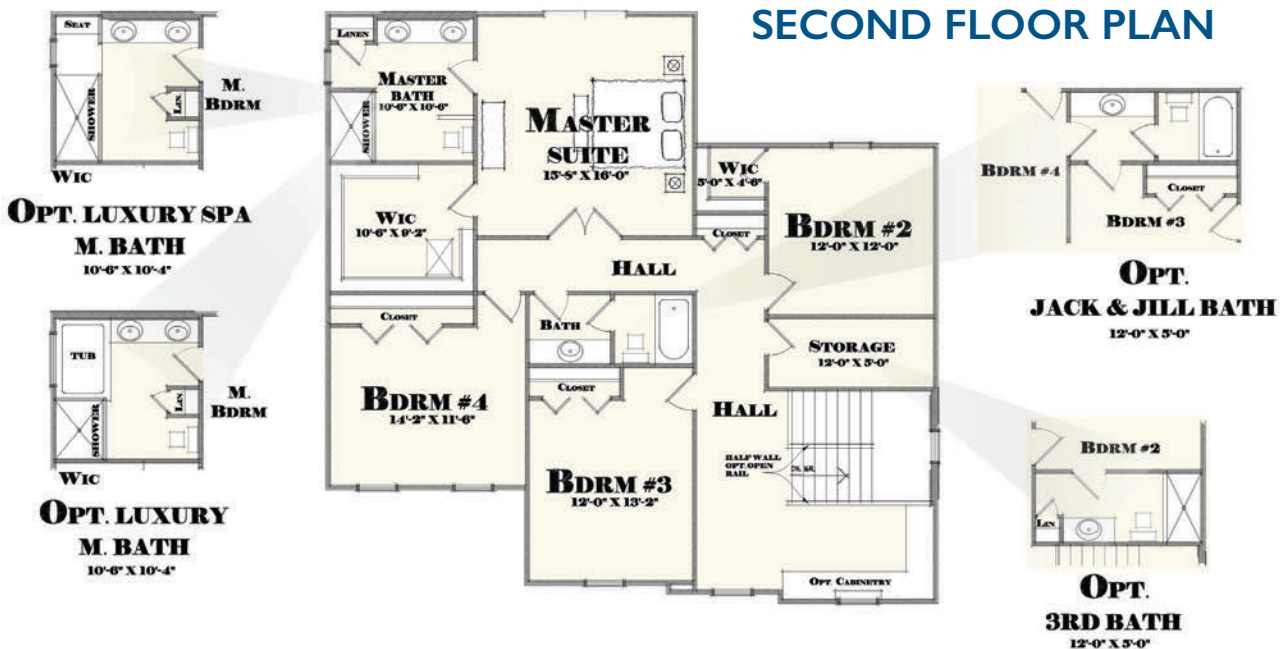 SECOND FLOOR PLAN
SEAT
SHOWER
LIN.
M.
BDRM
WIC
OPT. LUXURY SPA
M. BATH
10'-6" X 10'-4"
TUB
SHOWER
LIN
M.
BDRM
WIC
OPT. LUXURY
M. BATH
10'-6" X 10'-4"
LINEN
MASTER
BATH
10'-6" X 10'-6"
SHOWER
MASTER
SUITE
15'-8" X 16'-0"
WIC
10'-6" X 9'-2"
WIC
5'-0" X 4'-6"
CLOSET
BDRM #2
12'-0" X 12'-0"
HALL
CLOSET
BATH
STORAGE
12'-0" X 5'-0"
BDRM #4
14'-2" X 11'-6"
CLOSET
BDRM #3
12'-0" X 13'-2"
HALL
HALF WALL
OPT. OPEN
RAIL
OPT. CABINETRY
BDRM #4
CLOSET
BDRM #3
OPT.
JACK & JILL BATH
12'-0" X 5'-0"
BDRM #2
LIN
OPT.
3RD BATH
12'-0" X 5'-0"